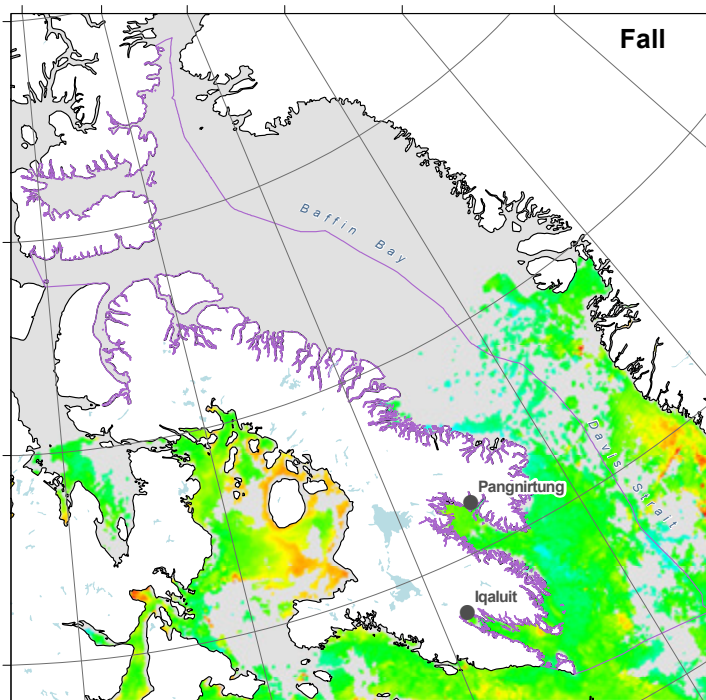 Fall
Baffin Bay
Davis Strait
Pangnirtung
Iqaluit